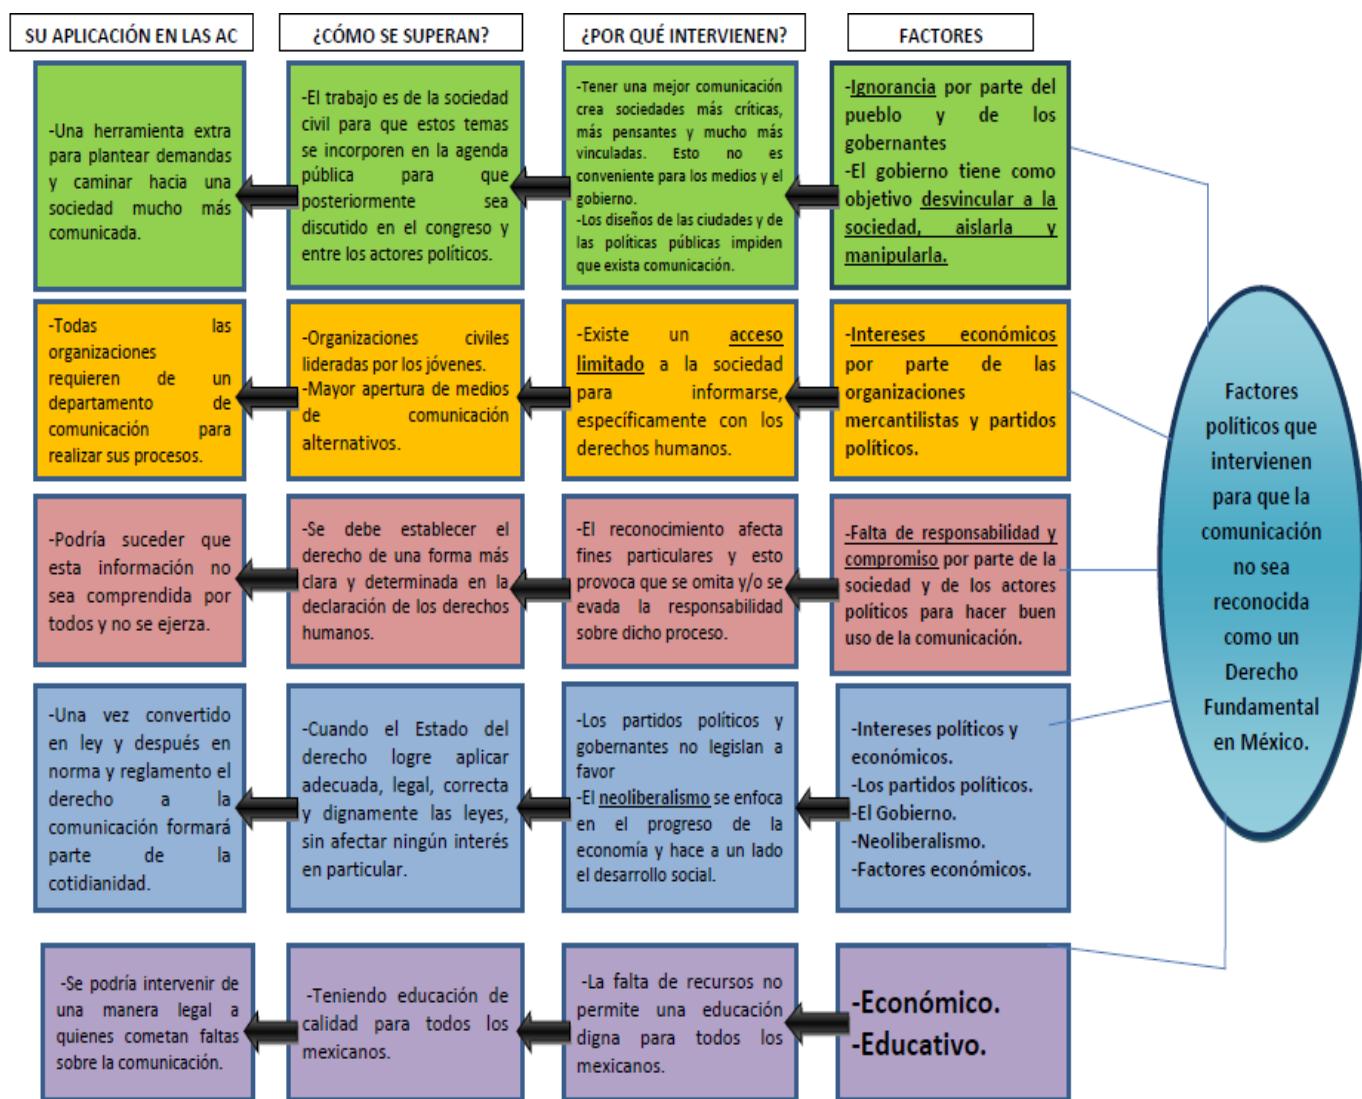 SU APLICACIÓN EN LAS AC
¿CÓMO SE SUPERAN?
¿POR QUÉ INTERVIENEN?
FACTORES
-Una herramienta extra
para plantear demandas
y caminar hacia una
sociedad mucho más
comunicada.
-El trabajo es de la sociedad
civil para que estos temas
se incorporen en la agenda
pública para que
posteriormente sea
discutido en el congreso y
entre los actores políticos.
-Tener una mejor comunicación
crea sociedades más críticas,
más pensantes y mucho más
vinculadas. Esto no es
conveniente para los medios y el
gobierno.
-Los diseños de las ciudades y de
las políticas públicas impiden
que exista comunicación.
-Ignorancia por parte del
pueblo y de los
gobernantes
-El gobierno tiene como
objetivo desvincular a la
sociedad, aislarla y
manipularla.
-Todas las
organizaciones
requieren de un
departamento de
comunicación para
realizar sus procesos.
-Organizaciones civiles
lideradas por los jóvenes.
-Mayor apertura de medios
de comunicación
alternativos.
-Existe un acceso
limitado a la sociedad
para informarse,
específicamente con los
derechos humanos.
-Intereses económicos
por parte de las
organizaciones
mercantilistas y partidos
políticos.
-Podría suceder que
esta información no
sea comprendida por
todos y no se ejerza.
-Se debe establecer el
derecho de una forma más
clara y determinada en la
declaración de los derechos
humanos.
-El reconocimiento afecta
fines particulares y esto
provoca que se omita y/o se
evada la responsabilidad
sobre dicho proceso.
-Falta de responsabilidad y
compromiso por parte de la
sociedad y de los actores
políticos para hacer buen
uso de la comunicación.
-Una vez convertido
en ley y después en
norma y reglamento el
derecho a la
comunicación formará
parte de la
cotidianidad.
-Cuando el Estado del
derecho logre aplicar
adecuada, legal, correcta
y dignamente las leyes,
sin afectar ningún interés
en particular.
-Los partidos políticos y
gobernantes no legislan a
favor
-El neoliberalismo se enfoca
en el progreso de la
economía y hace a un lado
el desarrollo social.
-Intereses políticos y
económicos.
-Los partidos políticos.
-El Gobierno.
-Neoliberalismo.
-Factores económicos.
-Se podría intervenir de
una manera legal a
quienes cometan faltas
sobre la comunicación.
-Teniendo educación de
calidad para todos los
mexicanos.
-La falta de recursos no
permite una educación
digna para todos los
mexicanos.
-Económico.
-Educativo.
Factores
políticos que
intervienen
para que la
comunicación
no sea
reconocida
como un
Derecho
Fundamental
en México.